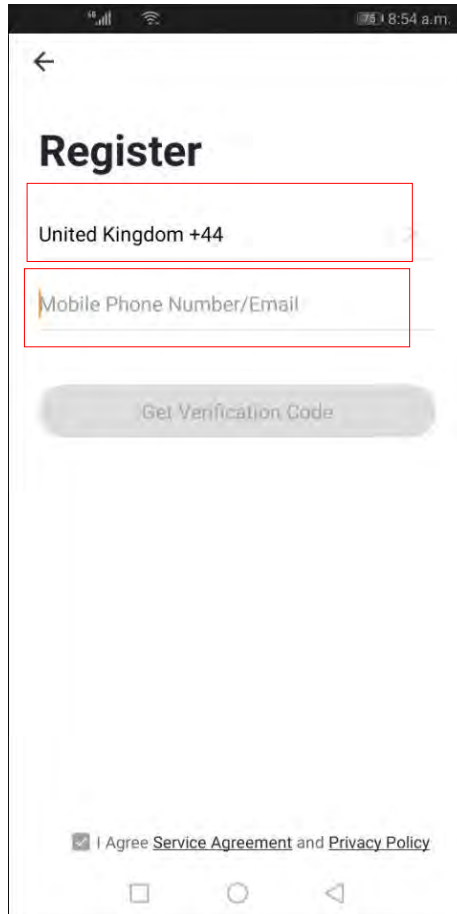 75 8:54 a.m.
Register
United Kingdom +44
Mobile Phone Number/Email
Get Verification Code
I Agree Service Agreement and Privacy Policy